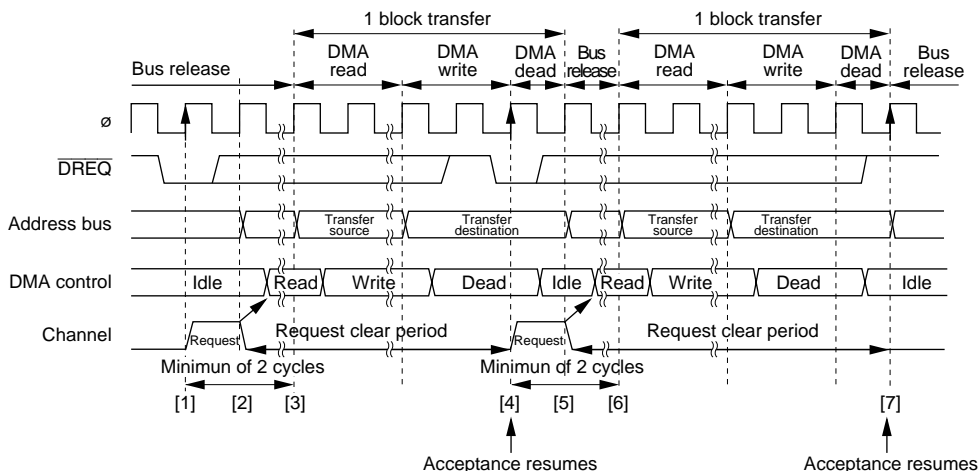 1 block transfer 1 block transfer
Bus release DMA read DMA write DMA dead Bus release DMA read DMA write DMA dead Bus release
ø
DREQ
Address bus Transfer source Transfer destination Transfer source Transfer destination
DMA control Idle Read Write Dead Idle Read Write Dead Idle
Channel Request Request clear period Request Request clear period
Minimun of 2 cycles Minimun of 2 cycles
[1] [2] [3] [4] [5] [6] [7]
Acceptance resumes Acceptance resumes